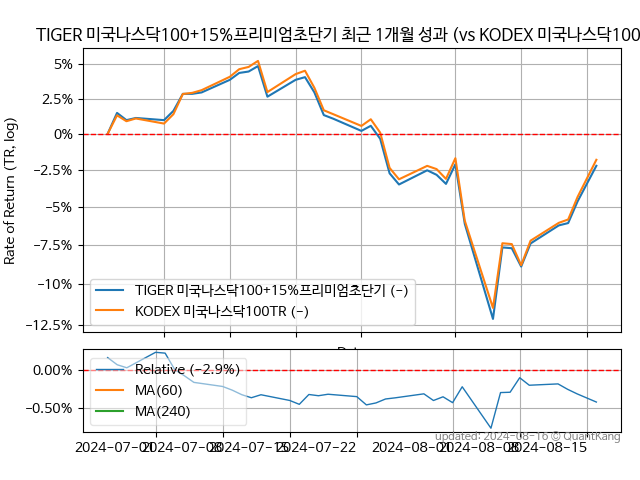 TIGER 미국나스닥100+15%프리미엄초단기 최근 1개월 성과 (vs KODEX 미국나스닥100
Rate of Return (TR, log)
5%
2.5%
0%
−2.5%
−5%
−7.5%
−10%
−12.5%
TIGER 미국나스닥100+15%프리미엄초단기 (-)
KODEX 미국나스닥100TR (-)
0.00%
−0.50%
Relative (-2.9%)
MA(60)
MA(240)
2024-07-01
2024-07-08
2024-07-15
2024-07-22
2024-08-01
2024-08-08
2024-08-15
updated: 2024-08-16 © QuantKang